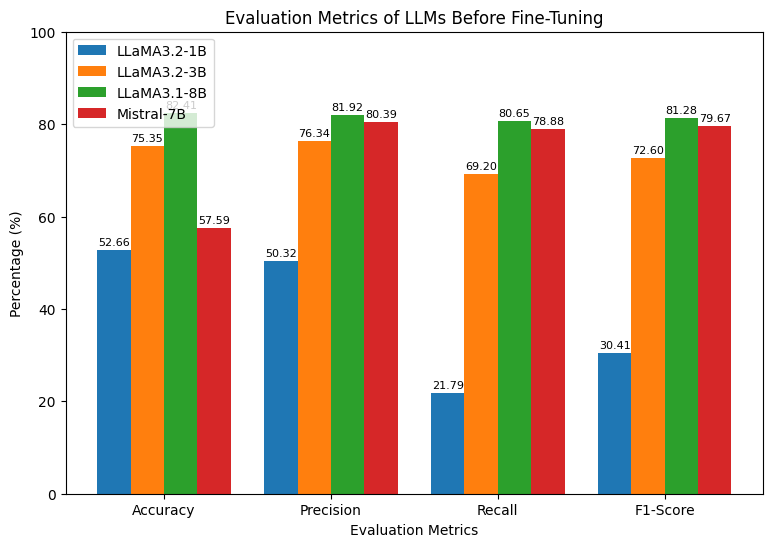 Evaluation Metrics of LLMs Before Fine-Tuning
100
80
60
40
20
0
Percentage (%)
LLaMA3.2-1B
LLaMA3.2-3B
LLaMA3.1-8B
Mistral-7B
52.66
75.35
82.41
57.59
50.32
76.34
81.92
80.39
21.79
69.20
80.65
78.88
30.41
72.60
81.28
79.67
Accuracy Precision Recall F1-Score
Evaluation Metrics